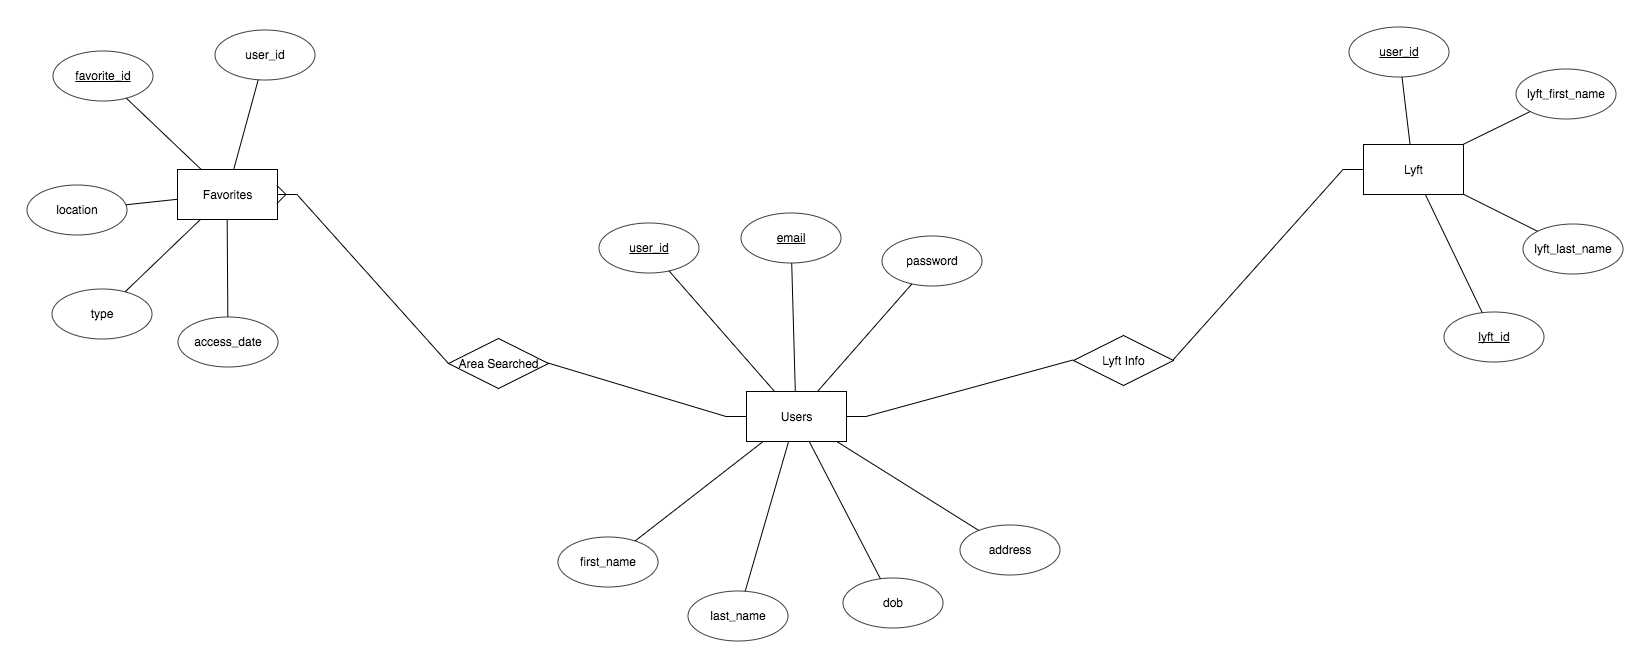 user_id
favorite_id
Favorites
location
type
access_date
Area Searched
user_id
email
password
Users
first_name
last_name
dob
address
Lyft Info
user_id
lyft_first_name
Lyft
lyft_last_name
lyft_id